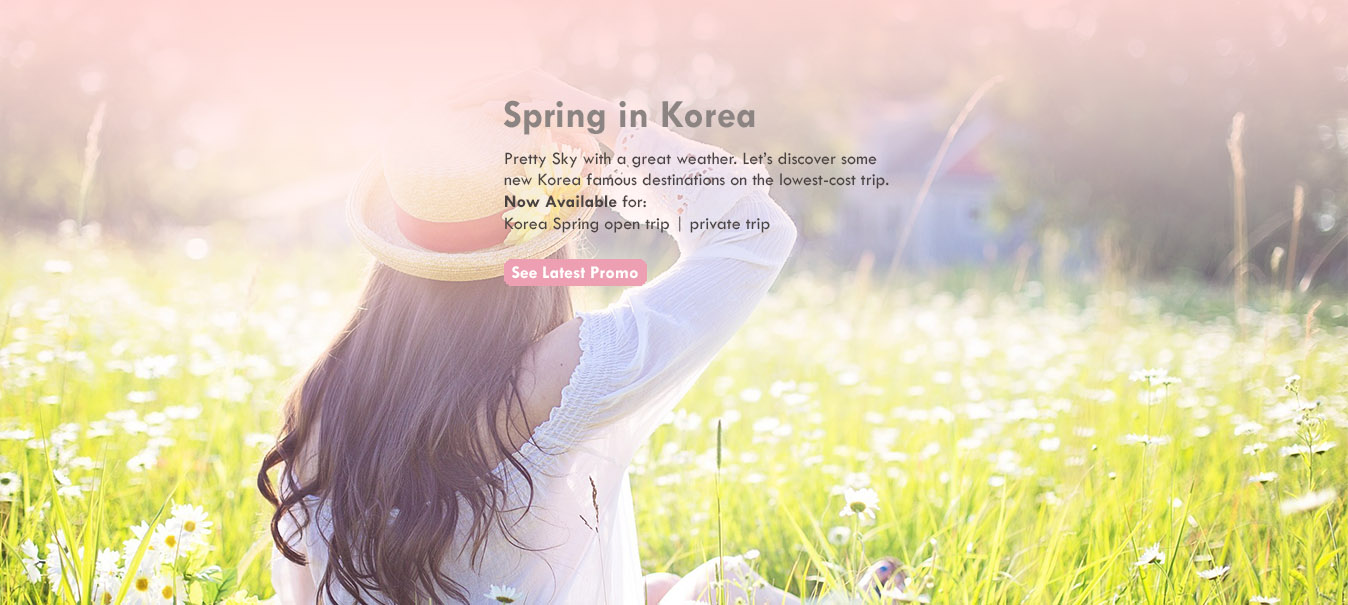 Spring in Korea
Pretty Sky with a great weather. Let's discover some
new Korea famous destinations on the lowest-cost trip.
Now Available for:
Korea Spring open trip | private trip
See Latest Promo